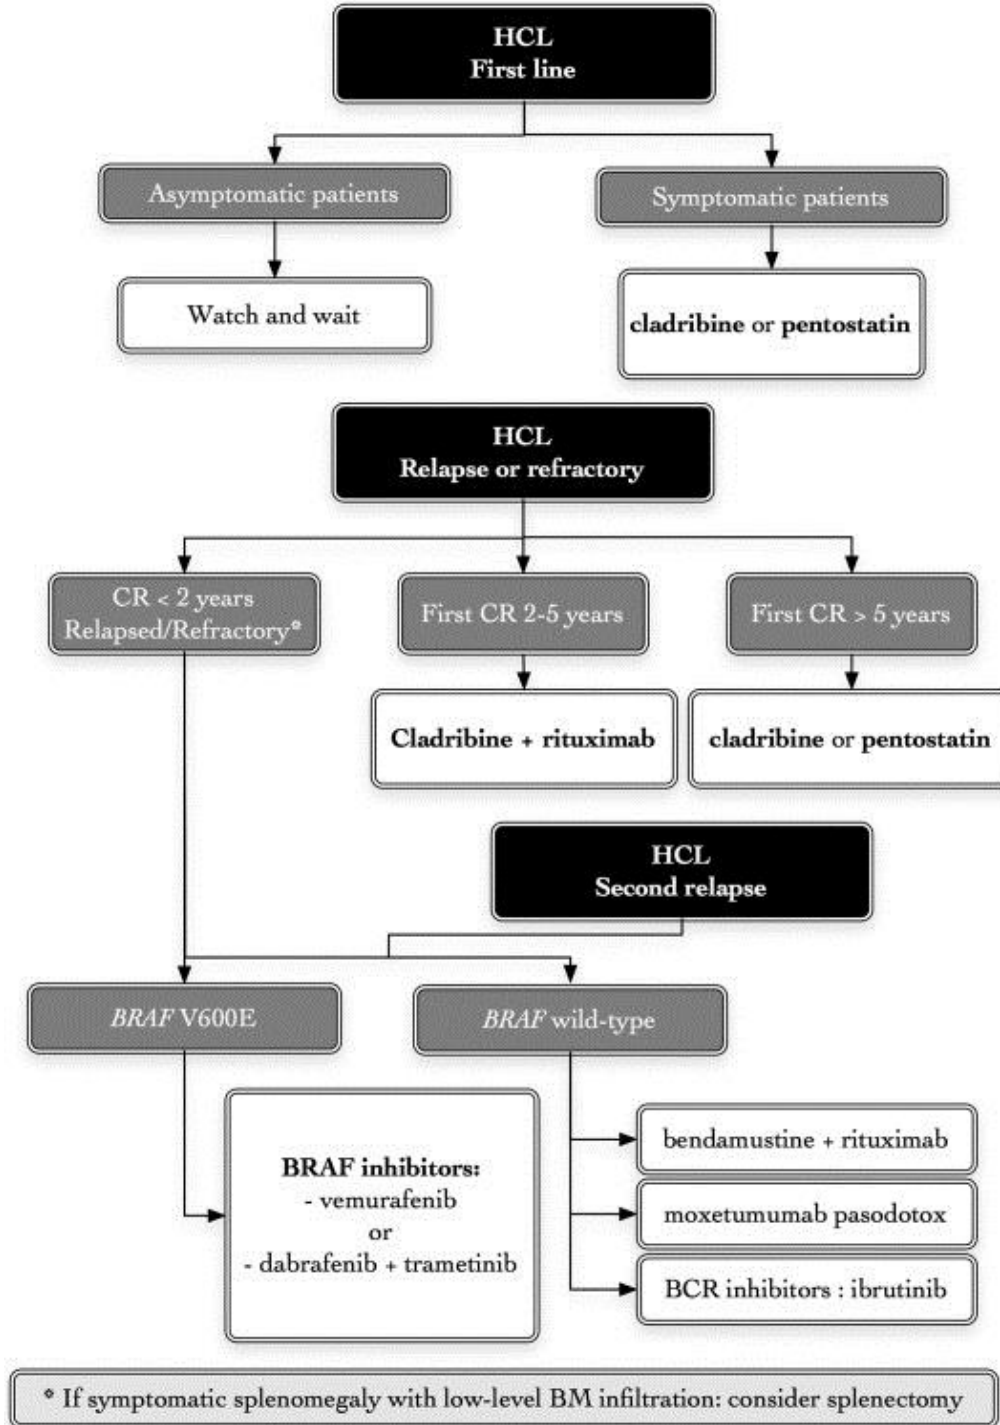 HCL
First line
Asymptomatic patients
Symptomatic patients
Watch and wait
cladribine or pentostatin
HCL
Relapse or refractory
CR < 2 years
Relapsed/Refractory*
First CR 2-5 years
First CR > 5 years
Cladribine + rituximab
cladribine or pentostatin
HCL
Second relapse
BRAF V600E
BRAF wild-type
BRAF inhibitors:
- vemurafenib
or
- dabrafenib + trametinib
bendamustine + rituximab
moxetumumab pasodotox
BCR inhibitors : ibrutinib
* If symptomatic splenomegaly with low-level BM infiltration: consider splenectomy